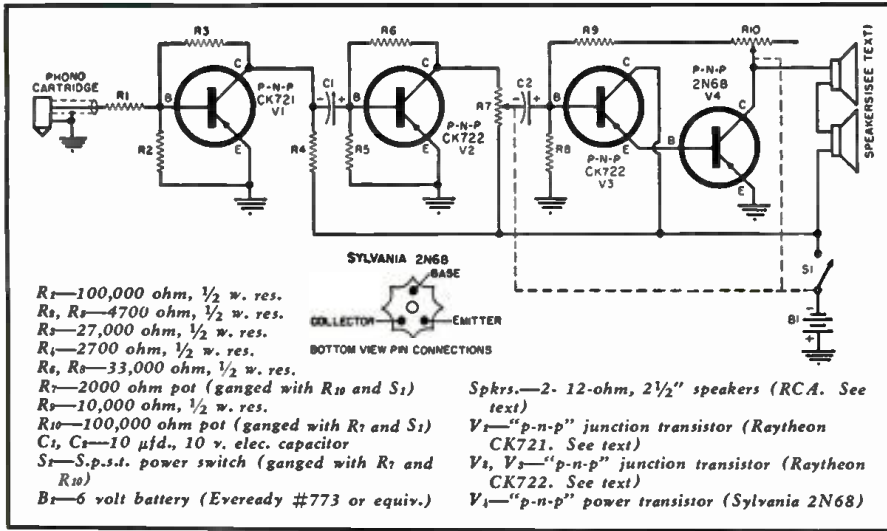 R3
R6
R9
R10
PHONO
CARTRIDGE
R1
B
C
P-N-P
CK721
V1
E
R2
R4
C1
- +
B
C
P-N-P
CK722
V2
E
R5
R7
C2
- +
B
C
E
P-N-P
CK722
V3
R8
P-N-P
2N68
V4
B
C
E
SPEAKERS(SEE TEXT)
S1
B1
-
+
SYLVANIA 2N68
BASE
COLLECTOR
EMITTER
BOTTOM VIEW PIN CONNECTIONS
R1—100,000 ohm, 1/2 w. res.
R2, R5—4700 ohm, 1/2 w. res.
R3—27,000 ohm, 1/2 w. res.
R4—2700 ohm, 1/2 w. res.
R6, R8—33,000 ohm, 1/2 w. res.
R7—2000 ohm pot (ganged with R10 and S1)
R9—10,000 ohm, 1/2 w. res.
R10—100,000 ohm pot (ganged with R7 and S1)
C1, C2—10 µfd., 10 v. elec. capacitor
S1—S.p.s.t. power switch (ganged with R7 and
R10)
B1—6 volt battery (Eveready #773 or equiv.)
Spkrs.—2- 12-ohm, 2 1/2" speakers (RCA. See
text)
V1—"p-n-p" junction transistor (Raytheon
CK721. See text)
V2, V3—"p-n-p" junction transistor (Raytheon
CK722. See text)
V4—"p-n-p" power transistor (Sylvania 2N68)